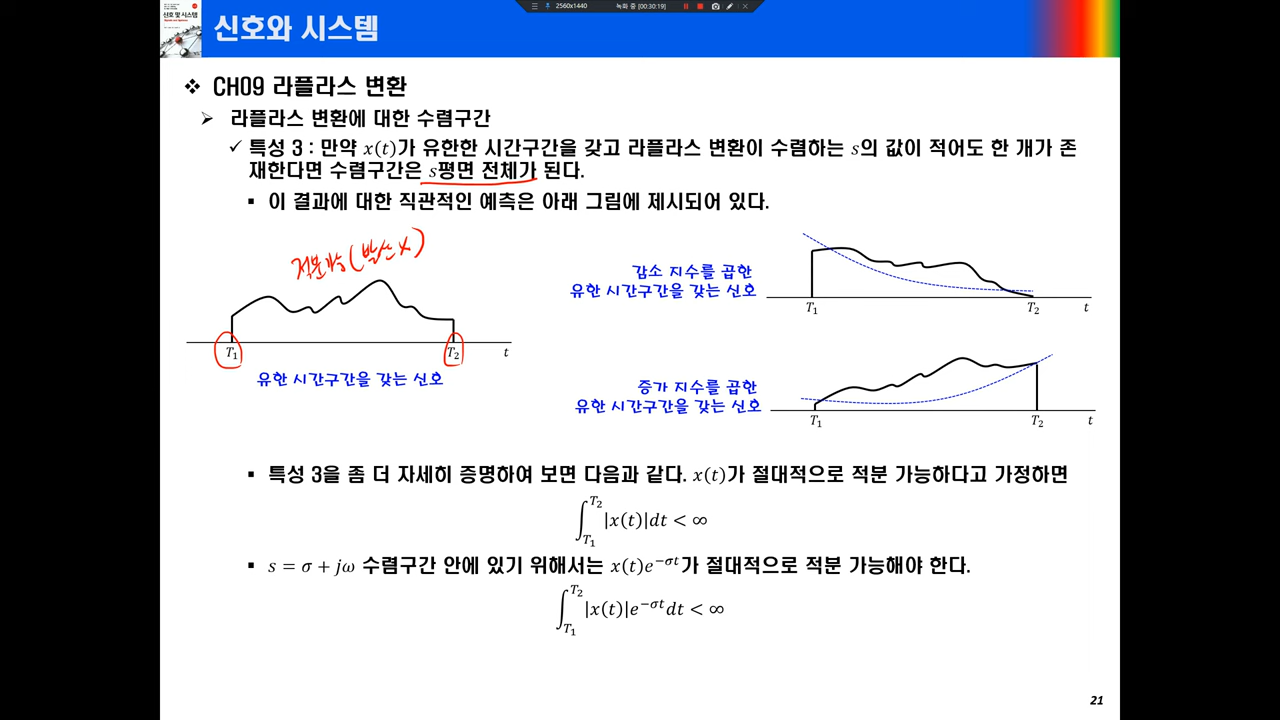 2560x1440
녹화 중 [00:30:19]
신호 및 시스템
신호와 시스템
❖ CH09 라플라스 변환
➢ 라플라스 변환에 대한 수렴구간
✓ 특성 3 : 만약 x(t)가 유한한 시간구간을 갖고 라플라스 변환이 수렴하는 s의 값이 적어도 한 개가 존
재한다면 수렴구간은 s평면 전체가 된다.
▪ 이 결과에 대한 직관적인 예측은 아래 그림에 제시되어 있다.
적분가능(발산X)
T₁
T₂
t
유한 시간구간을 갖는 신호
감소 지수를 곱한
유한 시간구간을 갖는 신호
T₁
T₂
t
증가 지수를 곱한
유한 시간구간을 갖는 신호
T₁
T₂
t
▪ 특성 3을 좀 더 자세히 증명하여 보면 다음과 같다. x(t)가 절대적으로 적분 가능하다고 가정하면
∫_{T₁}^{T₂} |x(t)|dt < ∞
▪ s = σ + jω 수렴구간 안에 있기 위해서는 x(t)e^{−σt}가 절대적으로 적분 가능해야 한다.
∫_{T₁}^{T₂} |x(t)|e^{−σt}dt < ∞
21